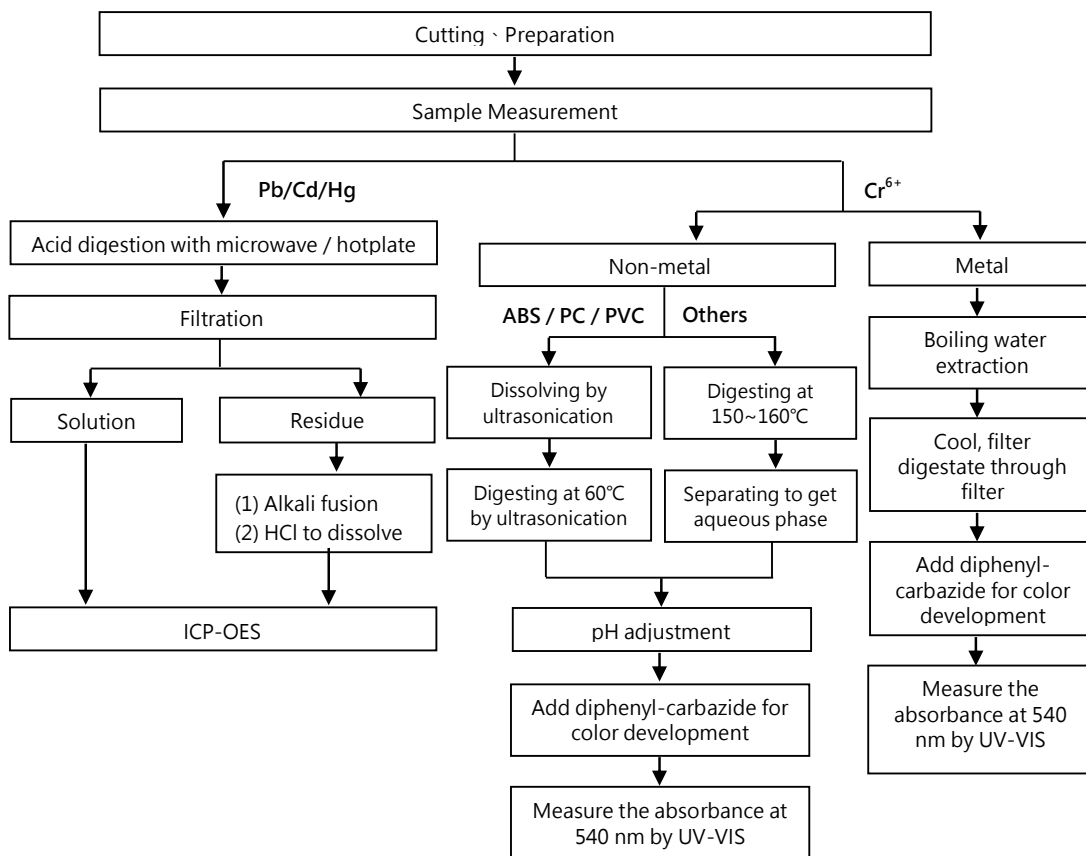 Cutting、Preparation
Sample Measurement
Pb/Cd/Hg
Cr6+
Acid digestion with microwave / hotplate
Non-metal
Metal
Filtration
ABS / PC / PVC
Others
Boiling water
extraction
Solution
Residue
Dissolving by
ultrasonication
Digesting at
150~160℃
Cool, filter
digestate through
filter
(1) Alkali fusion
(2) HCl to dissolve
Digesting at 60℃
by ultrasonication
Separating to get
aqueous phase
Add diphenyl-
carbazide for color
development
ICP-OES
pH adjustment
Measure the
absorbance at 540
nm by UV-VIS
Add diphenyl-carbazide for
color development
Measure the absorbance at
540 nm by UV-VIS